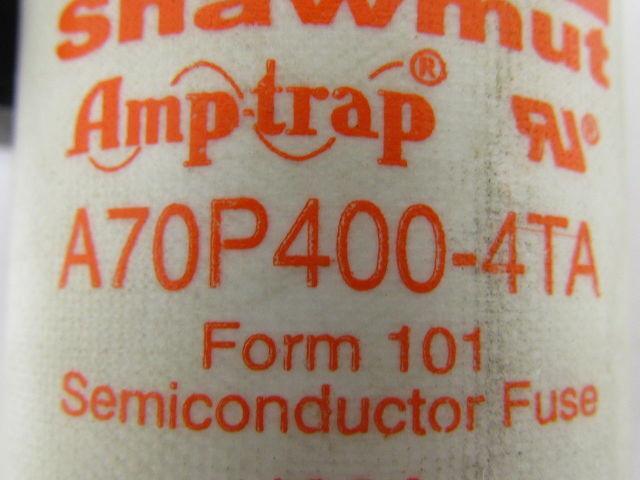 shawmut
Amp-trap®
A70P400-4TA
Form 101
Semiconductor Fuse